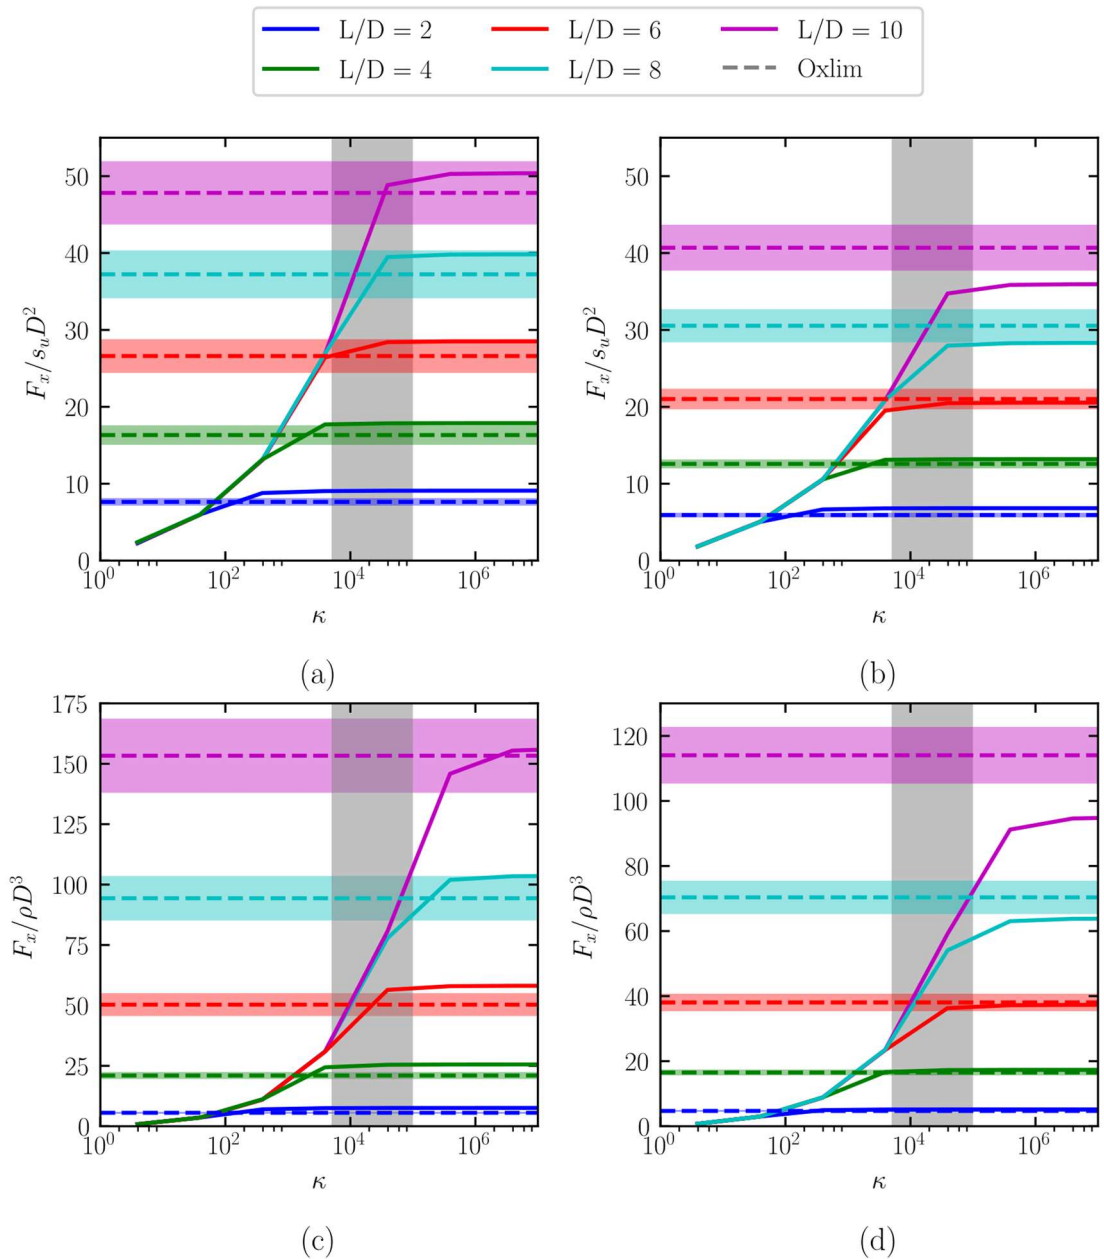 L/D = 2 L/D = 6 L/D = 10
L/D = 4 L/D = 8 Oxlim
50
40
30
20
10
0
F_x/s_uD^2
10^0 10^2 10^4 10^6
κ
(a)
50
40
30
20
10
0
F_x/s_uD^2
10^0 10^2 10^4 10^6
κ
(b)
175
150
125
100
75
50
25
0
F_x/ρD^3
10^0 10^2 10^4 10^6
κ
(c)
120
100
80
60
40
20
0
F_x/ρD^3
10^0 10^2 10^4 10^6
κ
(d)